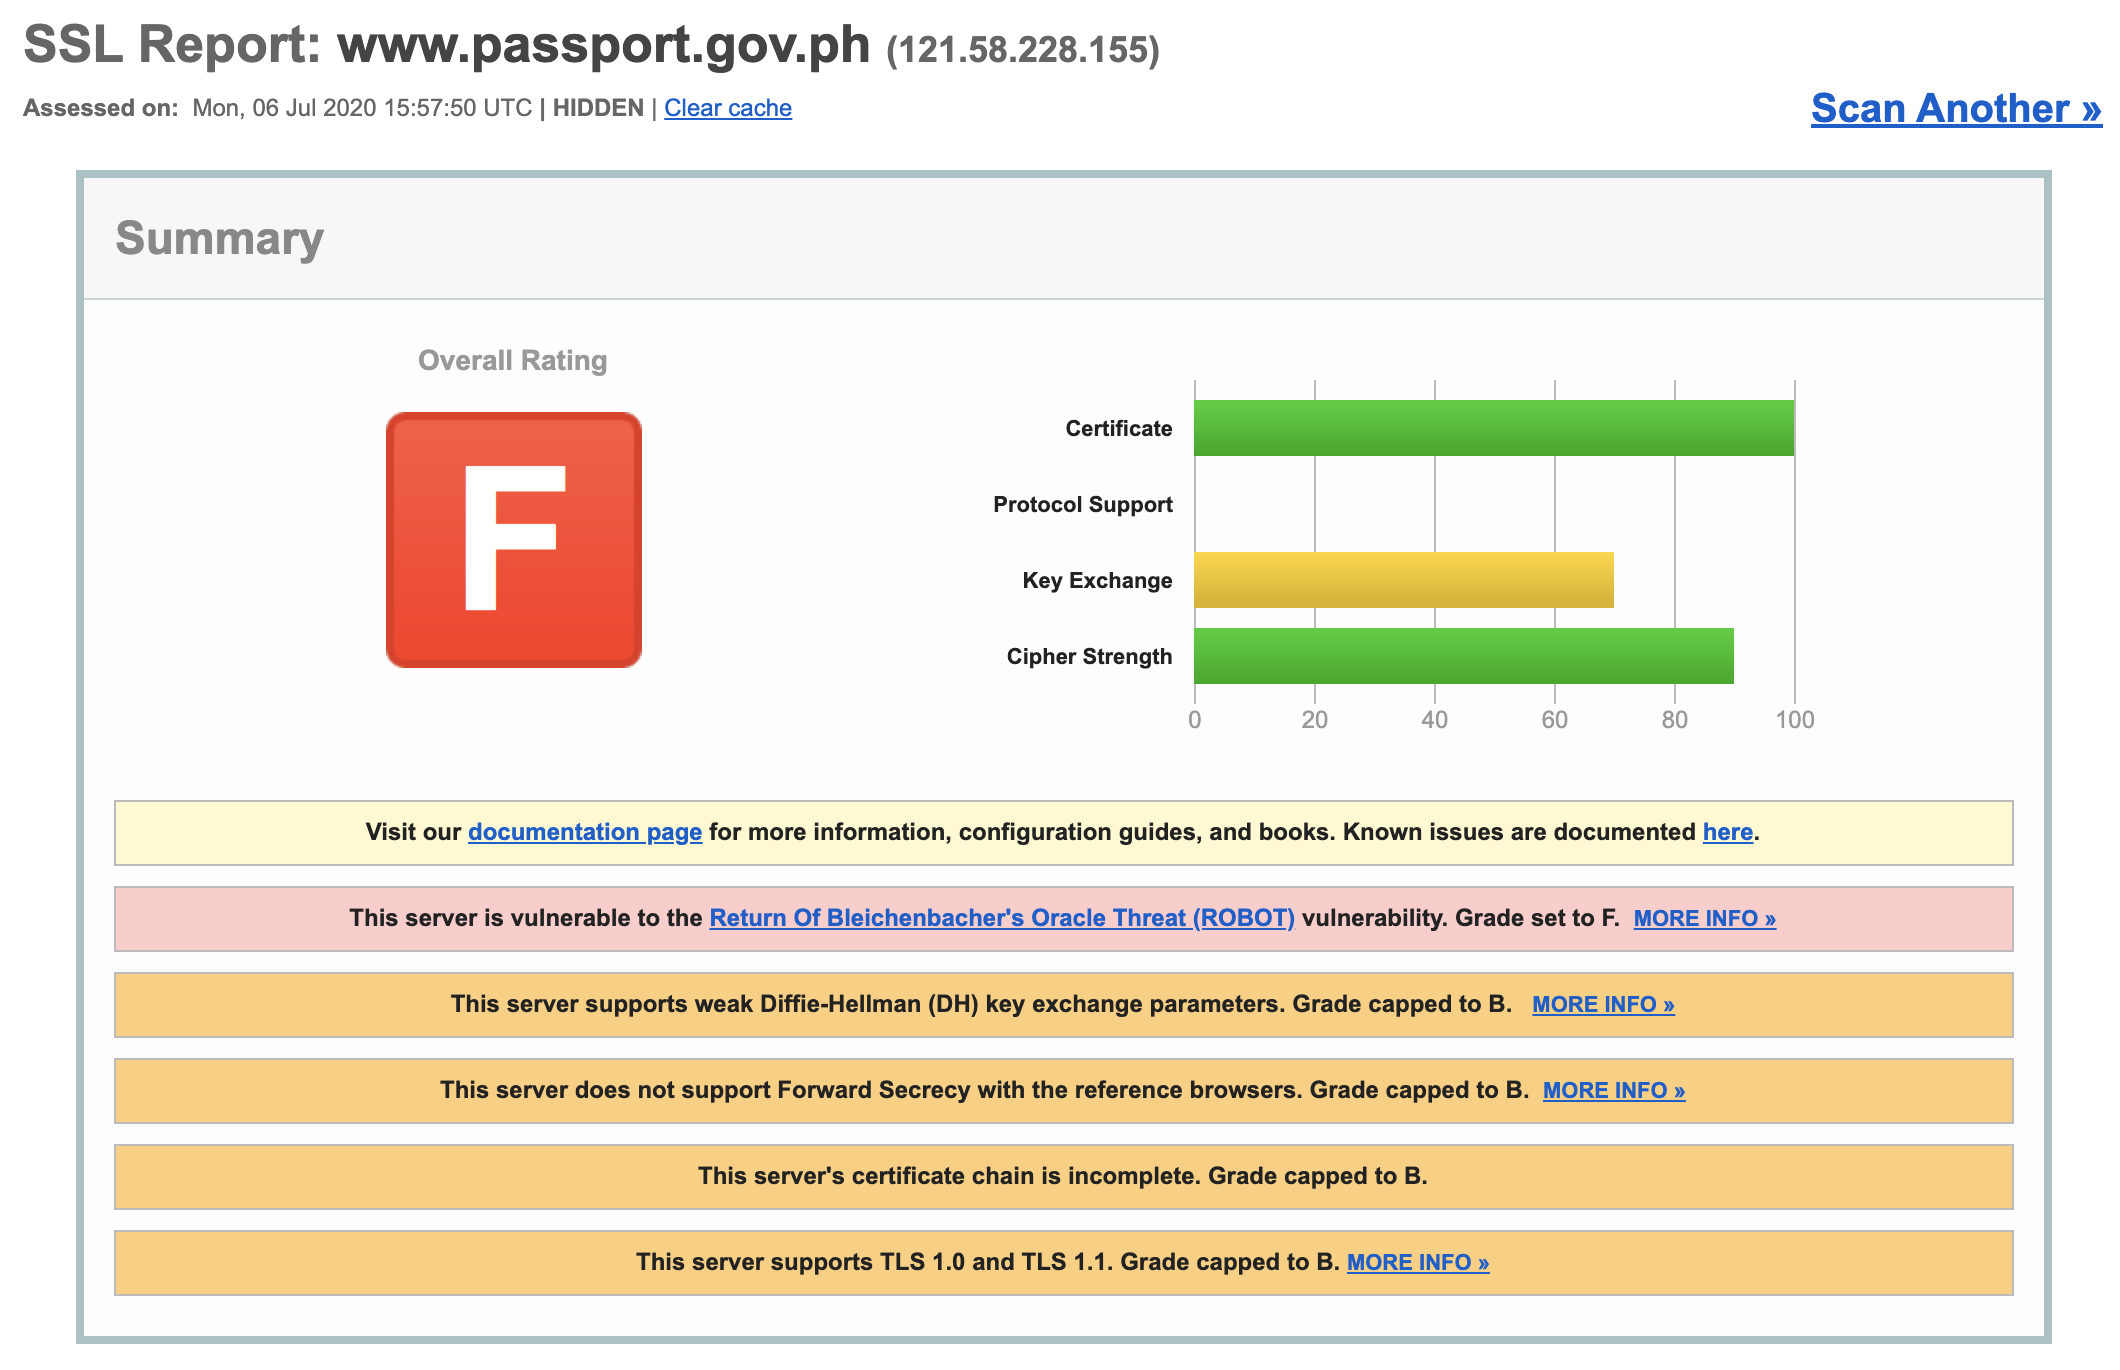 SSL Report: www.passport.gov.ph (121.58.228.155)
Assessed on: Mon, 06 Jul 2020 15:57:50 UTC | HIDDEN | Clear cache
Scan Another »
Summary
Overall Rating
F
Certificate
Protocol Support
Key Exchange
Cipher Strength
0 20 40 60 80 100
Visit our documentation page for more information, configuration guides, and books. Known issues are documented here.
This server is vulnerable to the Return Of Bleichenbacher's Oracle Threat (ROBOT) vulnerability. Grade set to F. MORE INFO »
This server supports weak Diffie-Hellman (DH) key exchange parameters. Grade capped to B. MORE INFO »
This server does not support Forward Secrecy with the reference browsers. Grade capped to B. MORE INFO »
This server's certificate chain is incomplete. Grade capped to B.
This server supports TLS 1.0 and TLS 1.1. Grade capped to B. MORE INFO »